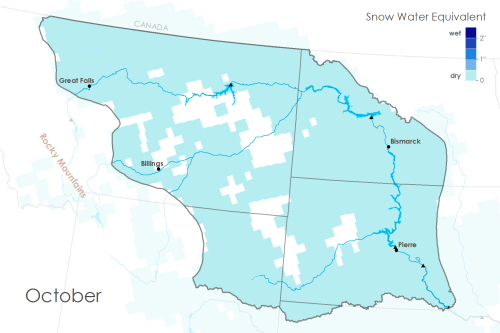 Snow Water Equivalent
CANADA
wet
2"
1"
dry
0
Great Falls
Bismarck
Rocky Mountains
Billings
Pierre
October